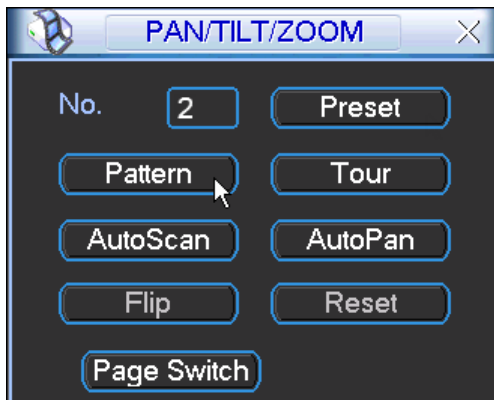 PAN/TILT/ZOOM
No. 2 Preset
Pattern Tour
AutoScan AutoPan
Flip Reset
Page Switch